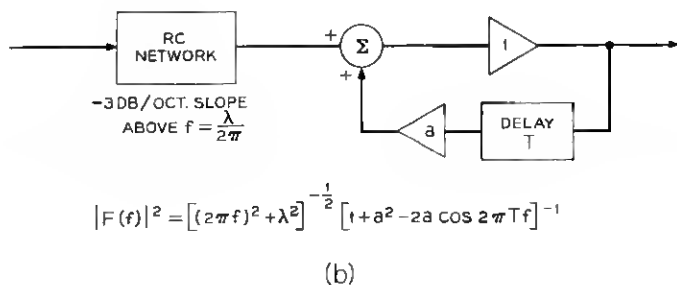 RC
NETWORK
+
Σ
+
1
-3 DB/OCT. SLOPE
ABOVE f = λ/2π
a
DELAY
T
|F(f)|² = [(2πf)² + λ²]^{-1/2} [1 + a² - 2a COS 2πTf]^{-1}
(b)